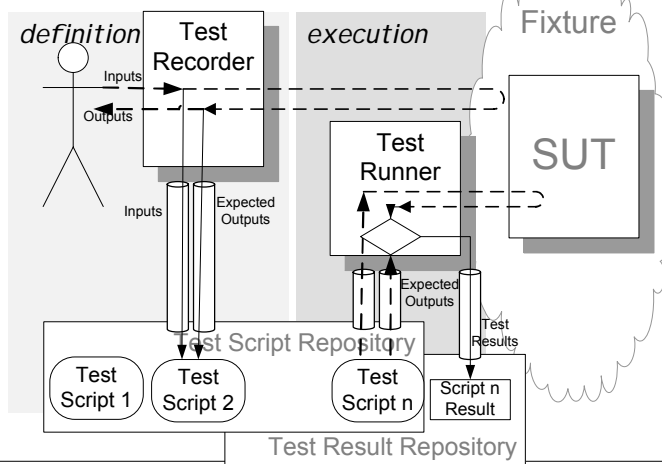 definition
Test
Recorder
execution
Fixture
Inputs
Outputs
SUT
Test
Runner
Inputs
Expected
Outputs
Expected
Outputs
Test
Results
Test Script Repository
Test
Script 1
Test
Script 2
Test
Script n
Script n
Result
Test Result Repository